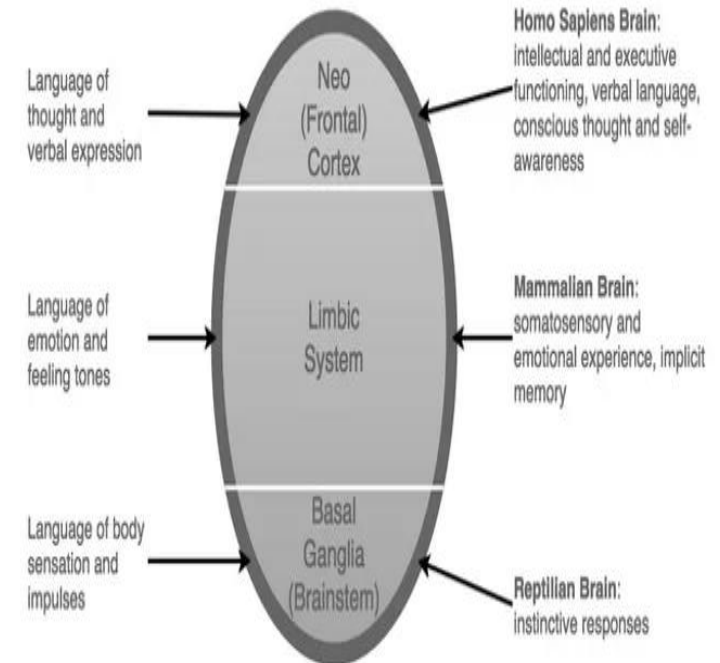 Language of
thought and
verbal expression
Neo
(Frontal)
Cortex
Homo Sapiens Brain:
intellectual and executive
functioning, verbal language,
conscious thought and self-
awareness
Language of
emotion and
feeling tones
Limbic
System
Mammalian Brain:
somatosensory and
emotional experience, implicit
memory
Language of body
sensation and
impulses
Basal
Ganglia
(Brainstem)
Reptilian Brain:
instinctive responses